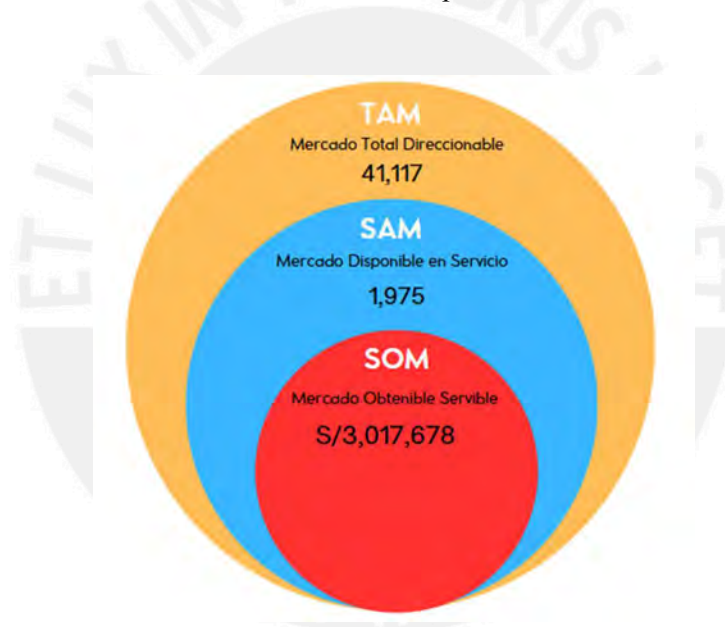 TAM
Mercado Total Direccionable
41,117
SAM
Mercado Disponible en Servicio
1,975
SOM
Mercado Obtenible Servible
S/3,017,678